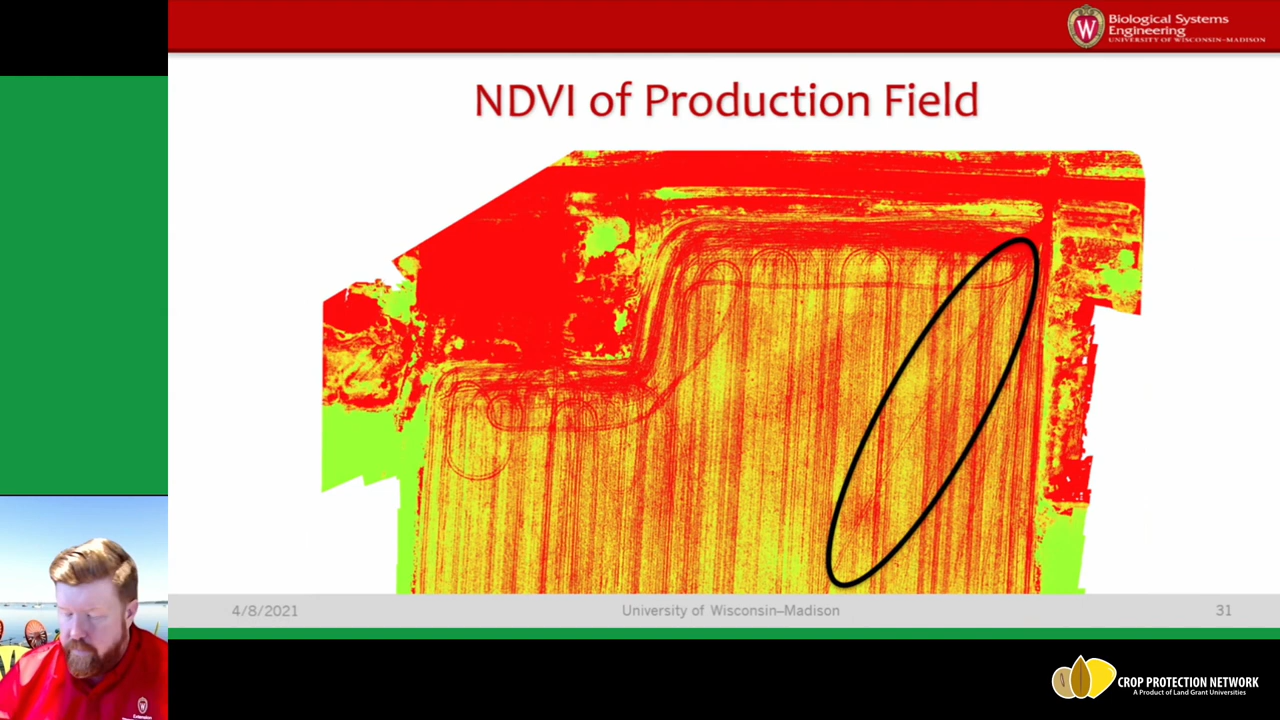 Biological Systems
Engineering
UNIVERSITY OF WISCONSIN-MADISON
W
NDVI of Production Field
4/8/2021
University of Wisconsin–Madison
31
CROP PROTECTION NETWORK
A Product of Land Grant Universities
W
Extension